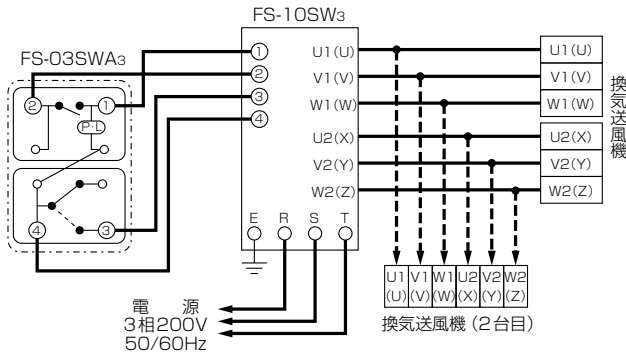 FS-10SW3
FS-03SWA3
① U1(U) U1(U)
② V1(V) V1(V)
③ W1(W) W1(W)
④ U2(X) U2(X)
V2(Y) V2(Y)
W2(Z) W2(Z)
換気送風機
② ①
P·L
④ ③
E R S T
U1 V1 W1 U2 V2 W2
(U) (V) (W) (X) (Y) (Z)
換気送風機(2台目)
電 源
3相200V
50/60Hz